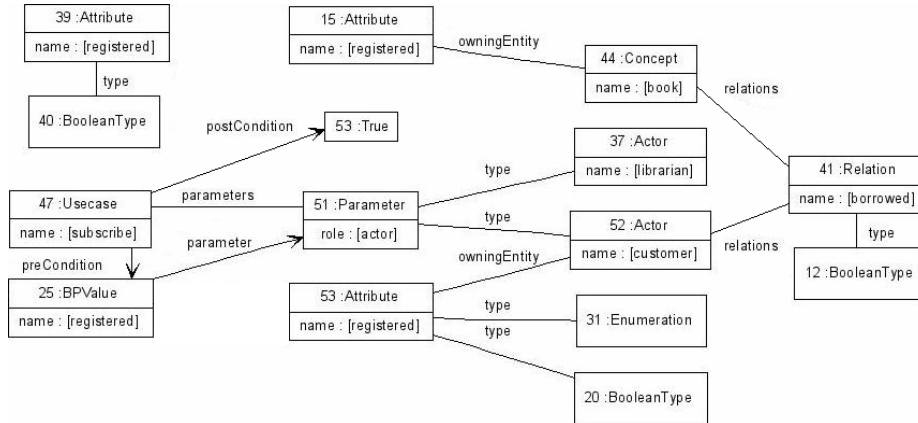 39 :Attribute
name : [registered]
type
40 :BooleanType
15 :Attribute
name : [registered]
owningEntity
44 :Concept
name : [book]
relations
postCondition
53 :True
37 :Actor
name : [librarian]
type
41 :Relation
name : [borrowed]
type
12 :BooleanType
47 :Usecase
name : [subscribe]
parameters
51 :Parameter
role : [actor]
type
52 :Actor
name : [customer]
relations
preCondition
parameter
25 :BPValue
name : [registered]
owningEntity
53 :Attribute
name : [registered]
type
31 :Enumeration
type
20 :BooleanType